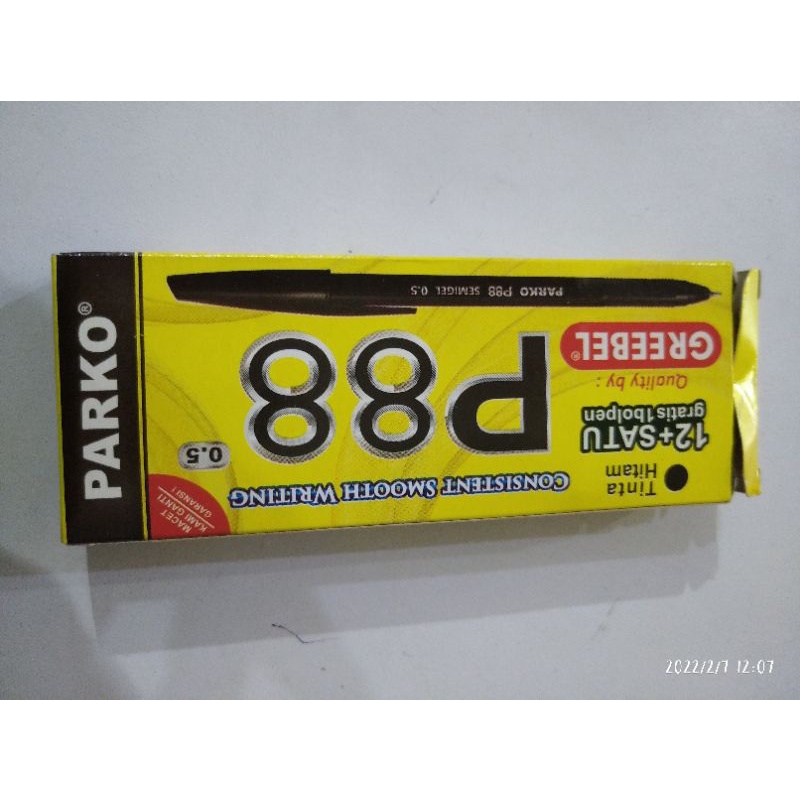 Tinta
Hitam
CONSISTENT SMOOTH WRITING
MACET
KAMI GANTI
GARANSI !
12+SATU
gratis 1bolpen
0.5
P88
Quality by :
GREEBEL®
PARKO P88 SEMIGEL 0.5
PARKO®
2022/2/7 12:07